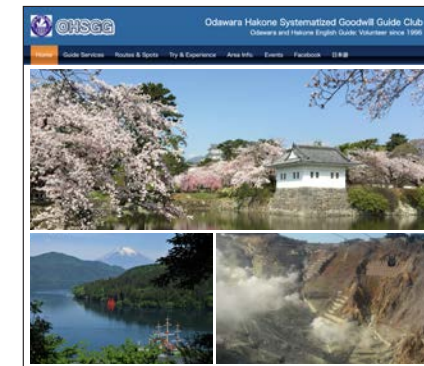 OHSGG
Odawara Hakone Systematized Goodwill Guide Club
Odawara and Hakone English Guide: Volunteer since 1996
Home Guide Services Routes & Spots Try & Experience Area Info. Events Facebook 日本語